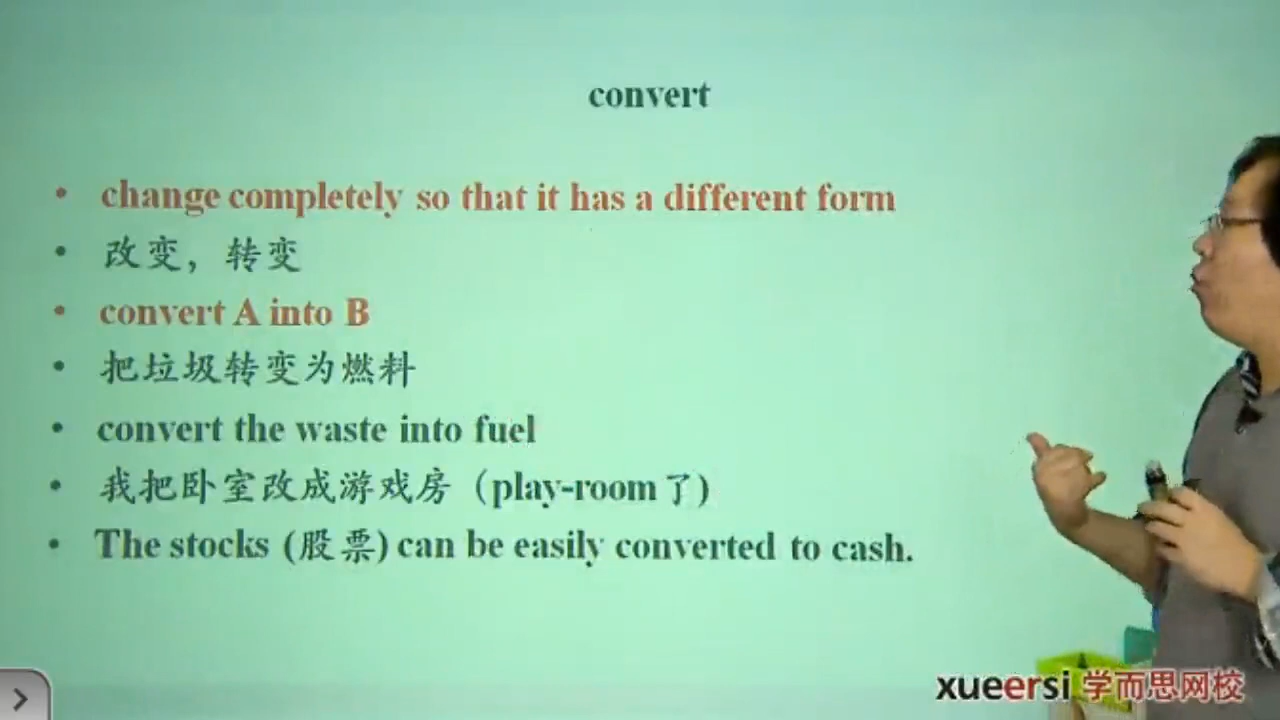 convert
• change completely so that it has a different form
• 改变，转变
• convert A into B
• 把垃圾转变为燃料
• convert the waste into fuel
• 我把卧室改成游戏房（play-room了)
• The stocks (股票) can be easily converted to cash.
xueersi 学而思网校